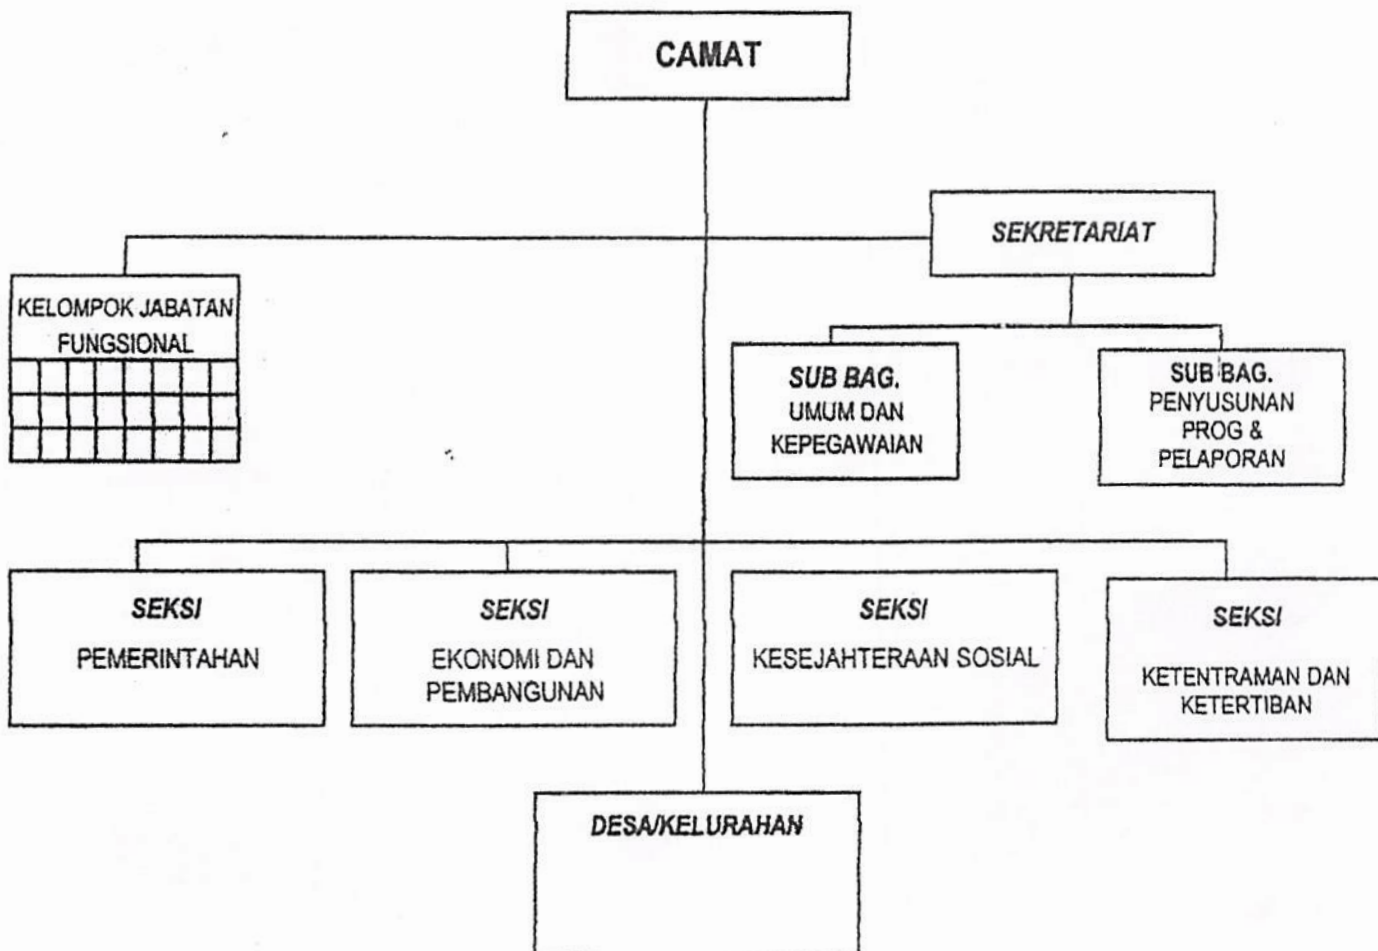 CAMAT
SEKRETARIAT
KELOMPOK JABATAN
FUNGSIONAL
SUB BAG.
UMUM DAN
KEPEGAWAIAN
SUB BAG.
PENYUSUNAN
PROG &
PELAPORAN
SEKSI
PEMERINTAHAN
SEKSI
EKONOMI DAN
PEMBANGUNAN
SEKSI
KESEJAHTERAAN SOSIAL
SEKSI
KETENTRAMAN DAN
KETERTIBAN
DESA/KELURAHAN